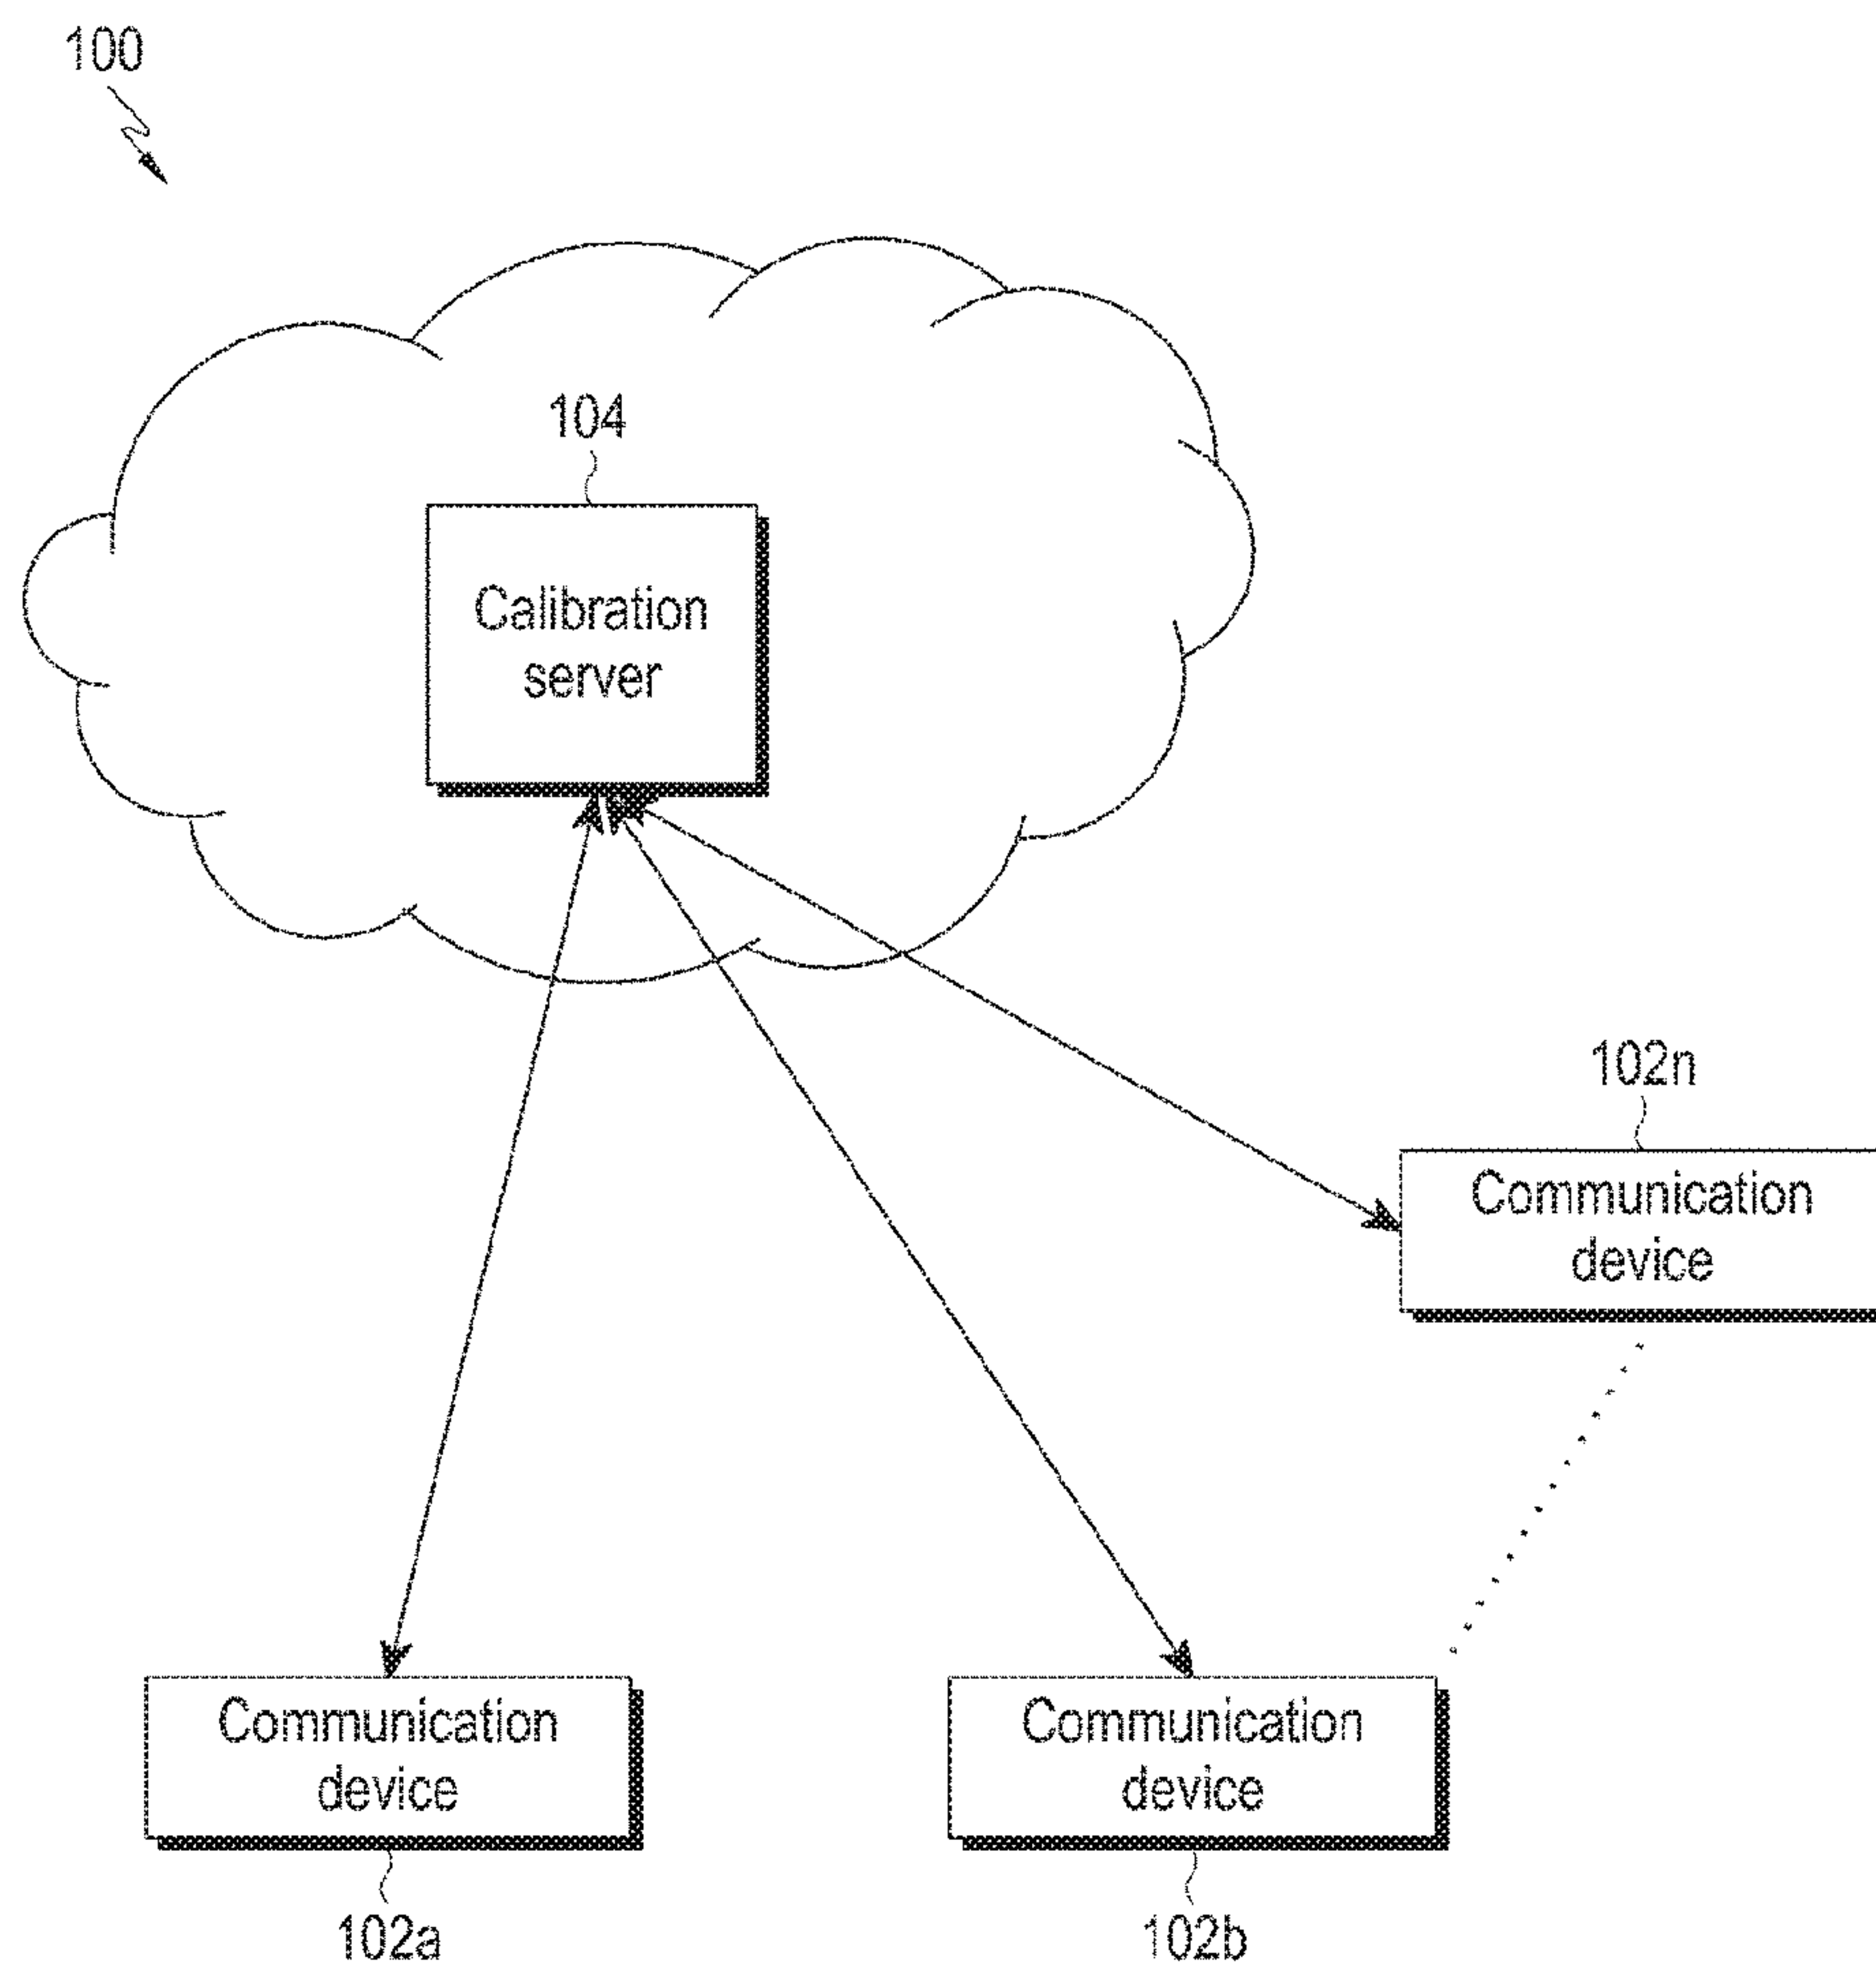 100
104
Calibration
server
102n
Communication
device
Communication
device
Communication
device
102a
102b